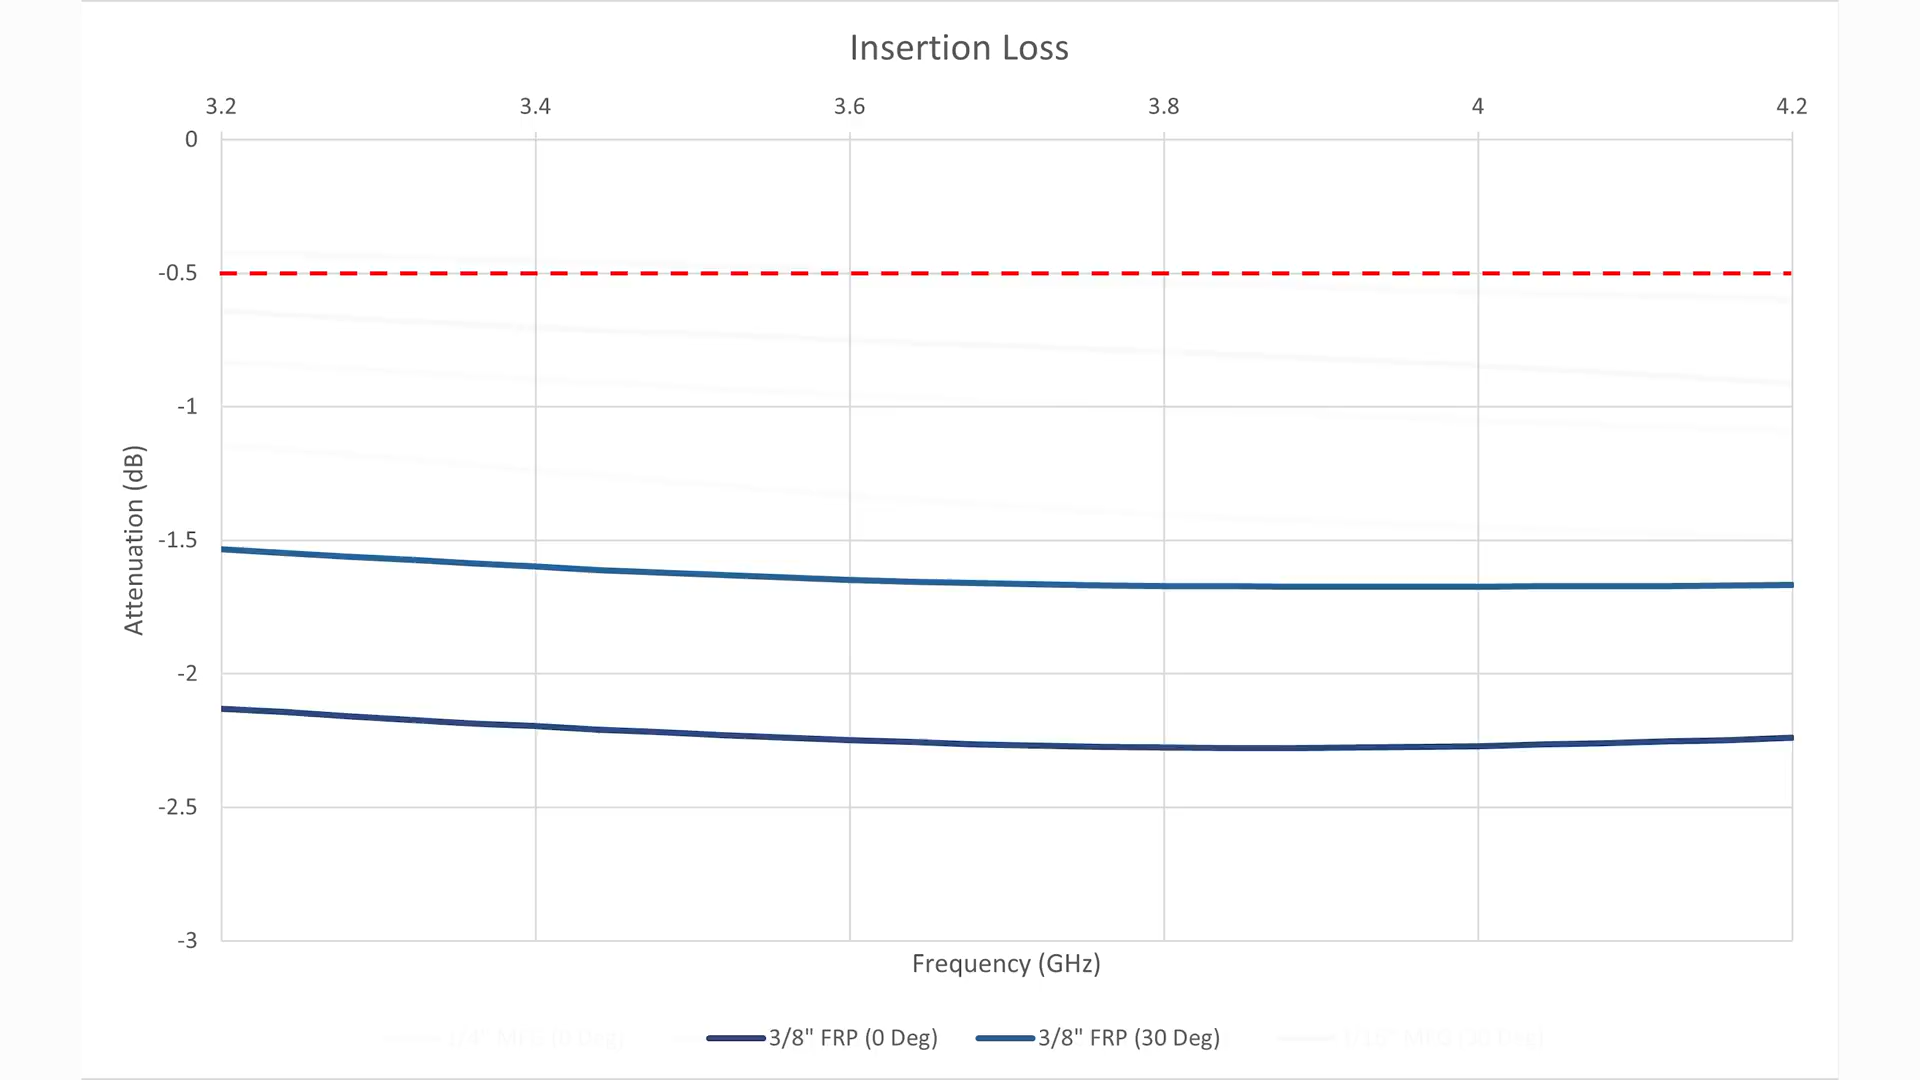 Insertion Loss
3.2 3.4 3.6 3.8 4 4.2
0
-0.5
-1
-1.5
-2
-2.5
-3
Attenuation (dB)
Frequency (GHz)
3/8" FRP (0 Deg) 3/8" FRP (30 Deg)